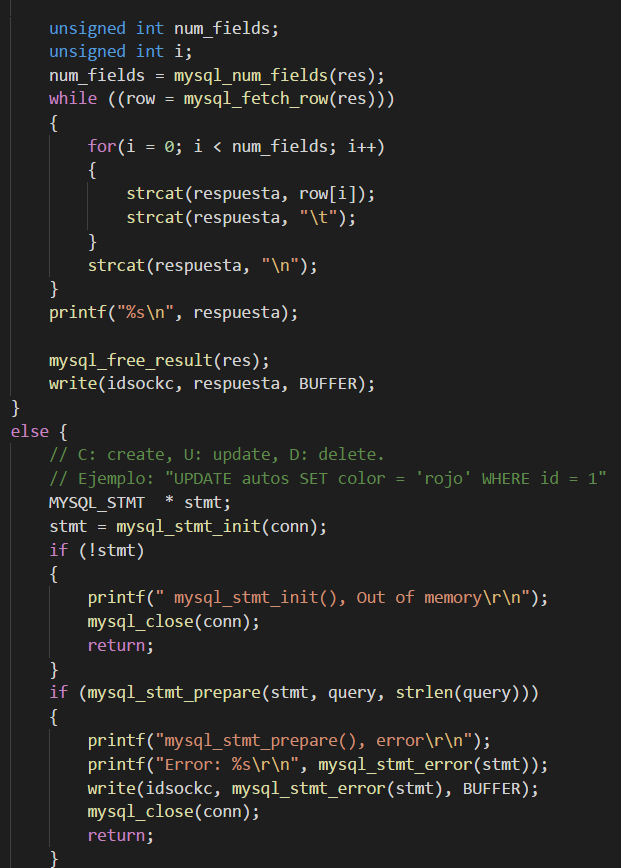 unsigned int num_fields;
unsigned int i;
num_fields = mysql_num_fields(res);
while ((row = mysql_fetch_row(res)))
{
for(i = 0; i < num_fields; i++)
{
strcat(respuesta, row[i]);
strcat(respuesta, "\t");
}
strcat(respuesta, "\n");
}
printf("%s\n", respuesta);
mysql_free_result(res);
write(idsockc, respuesta, BUFFER);
}
else {
// C: create, U: update, D: delete.
// Ejemplo: "UPDATE autos SET color = 'rojo' WHERE id = 1"
MYSQL_STMT  * stmt;
stmt = mysql_stmt_init(conn);
if (!stmt)
{
printf(" mysql_stmt_init(), Out of memory\r\n");
mysql_close(conn);
return;
}
if (mysql_stmt_prepare(stmt, query, strlen(query)))
{
printf("mysql_stmt_prepare(), error\r\n");
printf("Error: %s\r\n", mysql_stmt_error(stmt));
write(idsockc, mysql_stmt_error(stmt), BUFFER);
mysql_close(conn);
return;
}